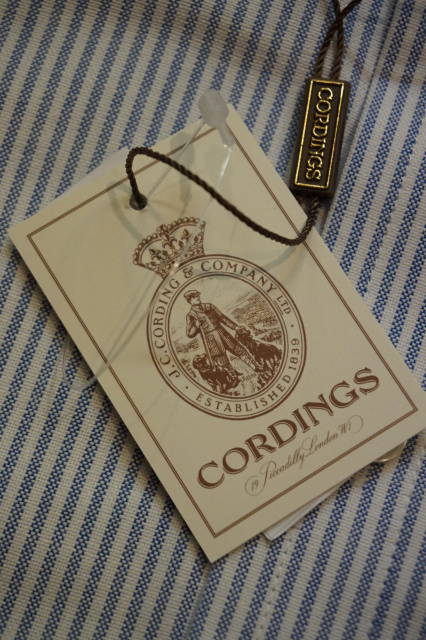 CORDINGS
J.C. CORDING & COMPANY LTD
· ESTABLISHED 1839 ·
CORDINGS
19 Piccadilly London W1